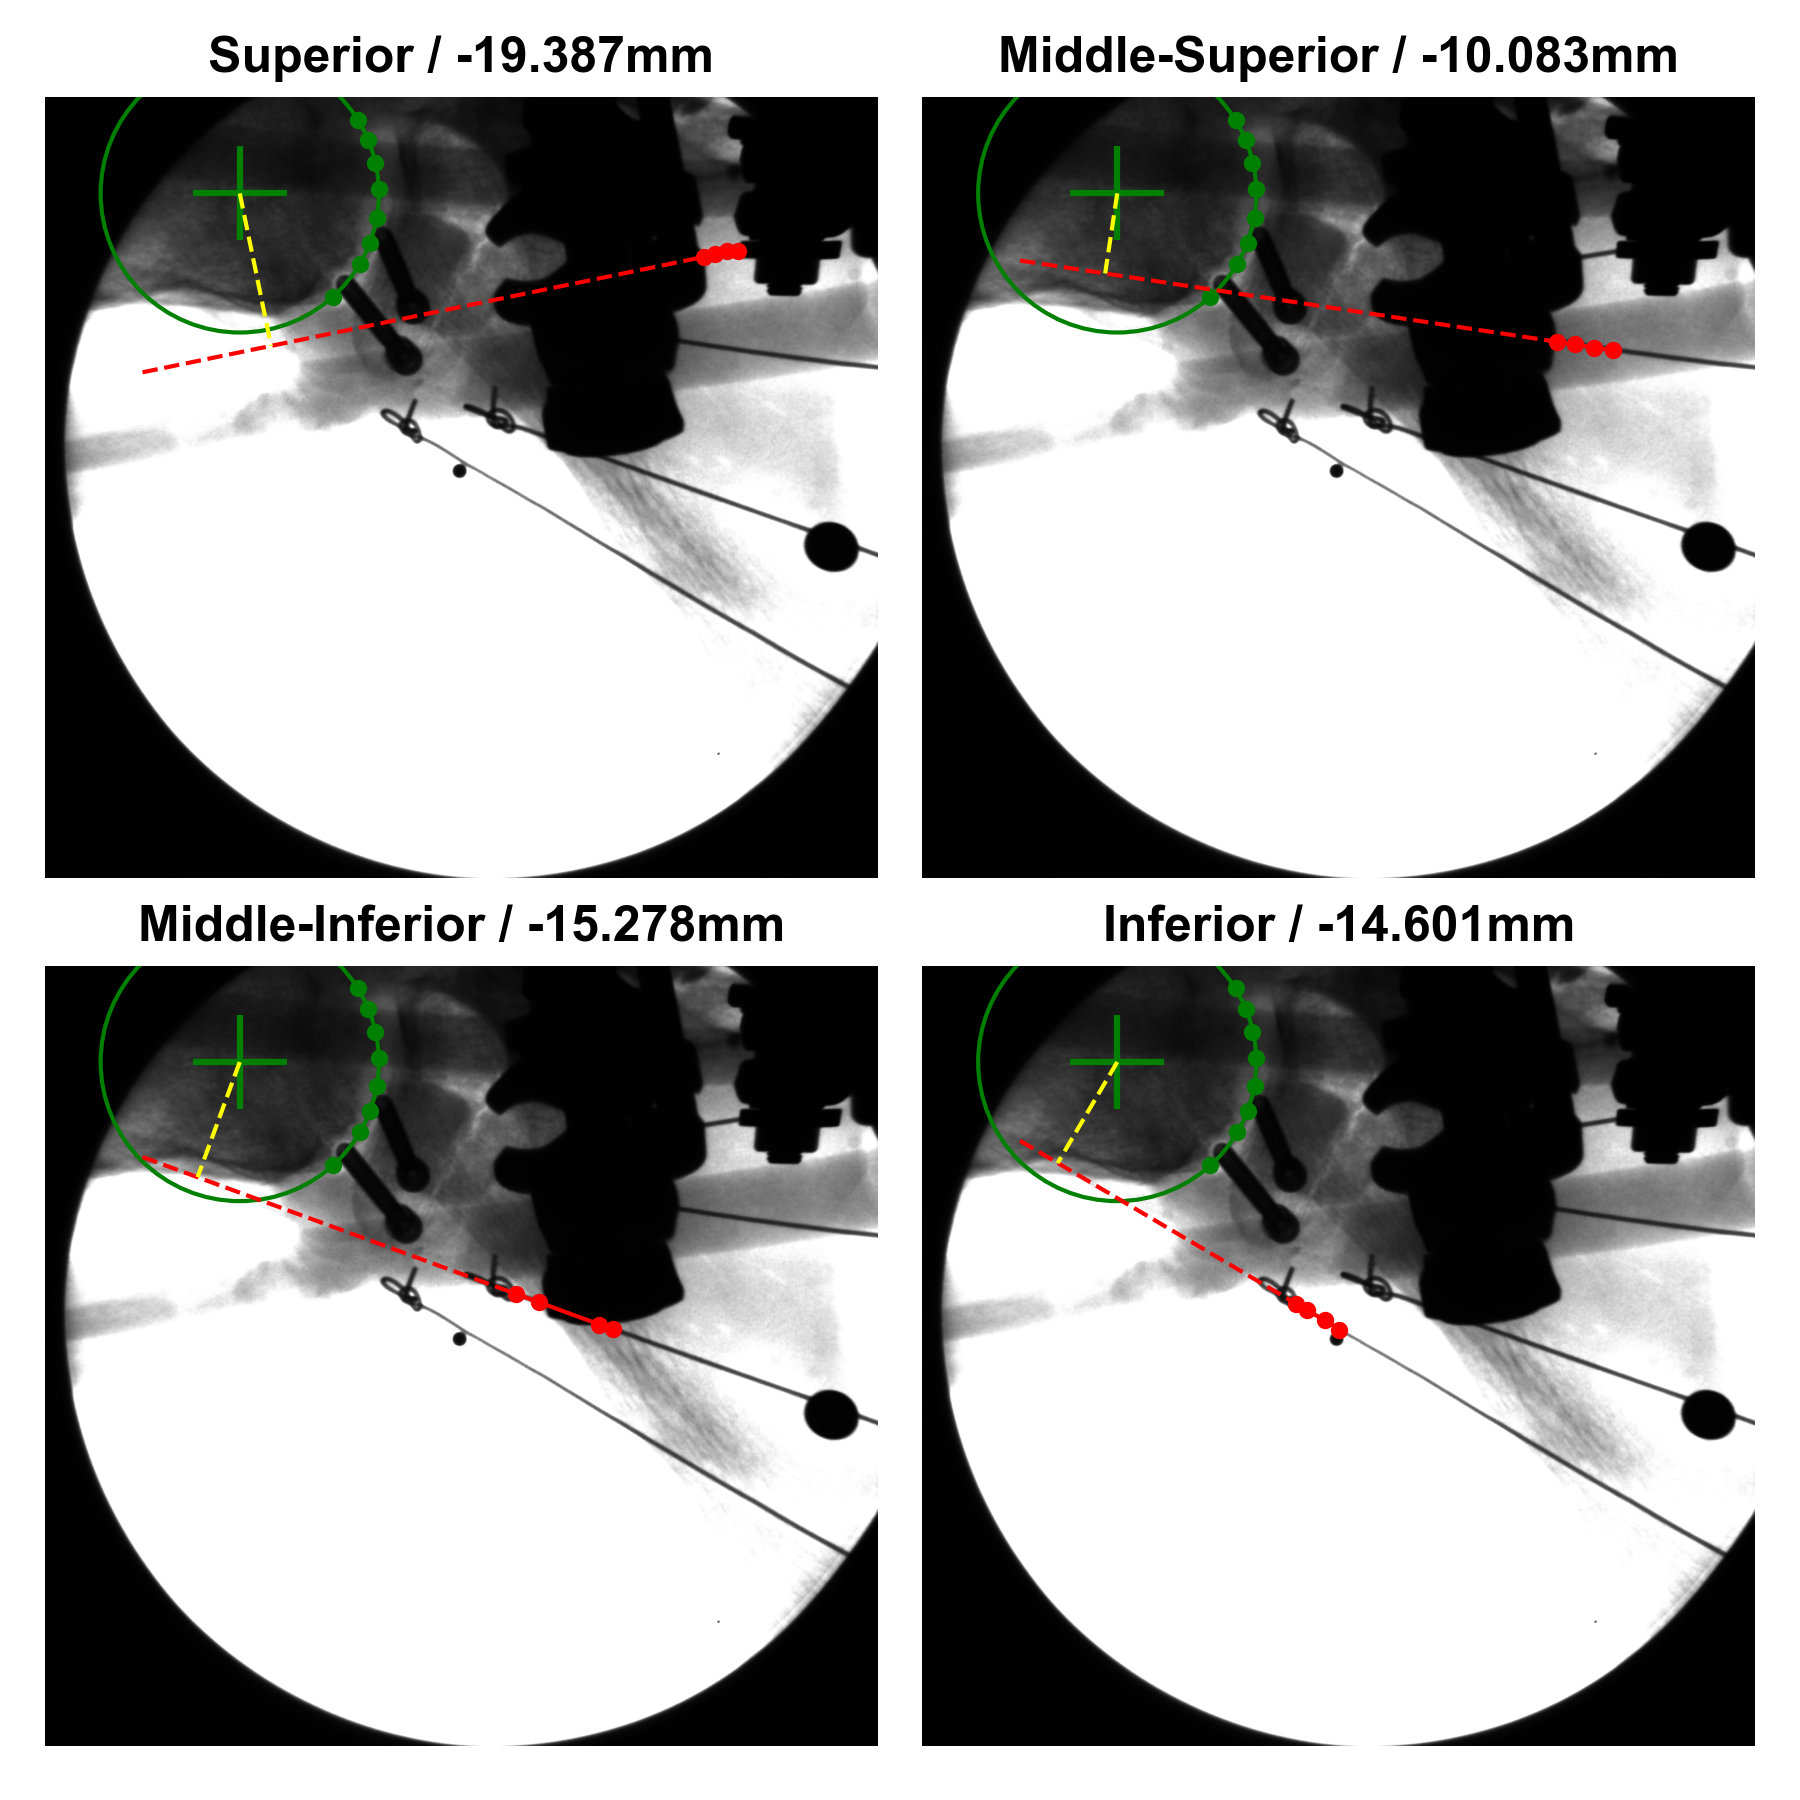 Superior / -19.387mm
Middle-Superior / -10.083mm
Middle-Inferior / -15.278mm
Inferior / -14.601mm